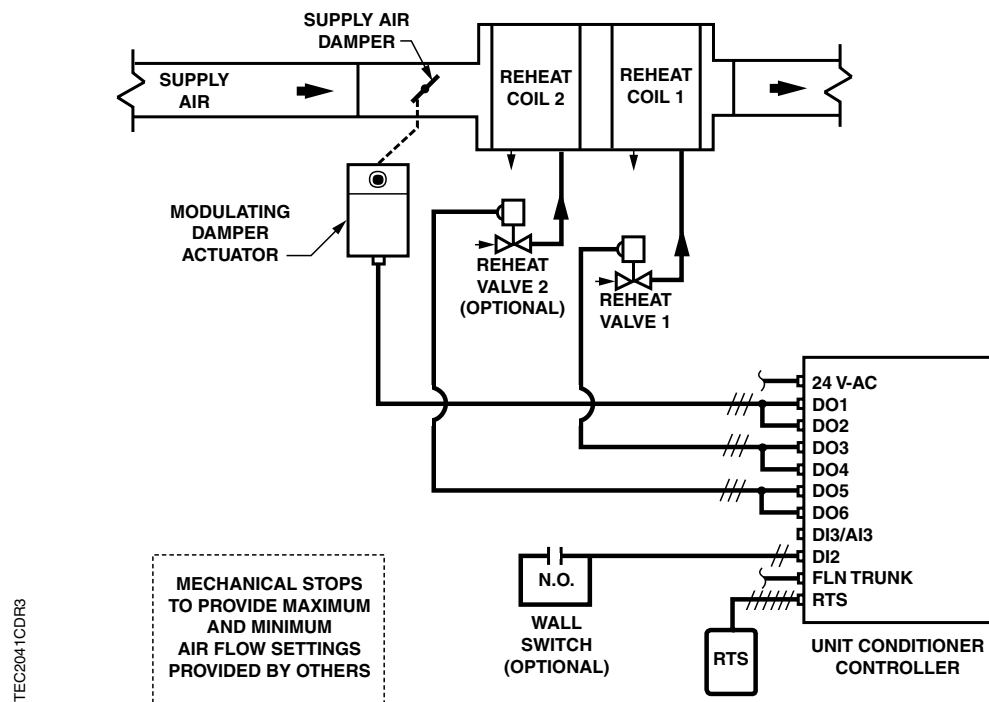 SUPPLY AIR
DAMPER
SUPPLY
AIR
REHEAT
COIL 2
REHEAT
COIL 1
MODULATING
DAMPER
ACTUATOR
REHEAT
VALVE 2
(OPTIONAL)
REHEAT
VALVE 1
24 V-AC
DO1
DO2
DO3
DO4
DO5
DO6
DI3/AI3
DI2
FLN TRUNK
RTS
UNIT CONDITIONER
CONTROLLER
N.O.
WALL
SWITCH
(OPTIONAL)
RTS
MECHANICAL STOPS
TO PROVIDE MAXIMUM
AND MINIMUM
AIR FLOW SETTINGS
PROVIDED BY OTHERS
TEC2041CDR3